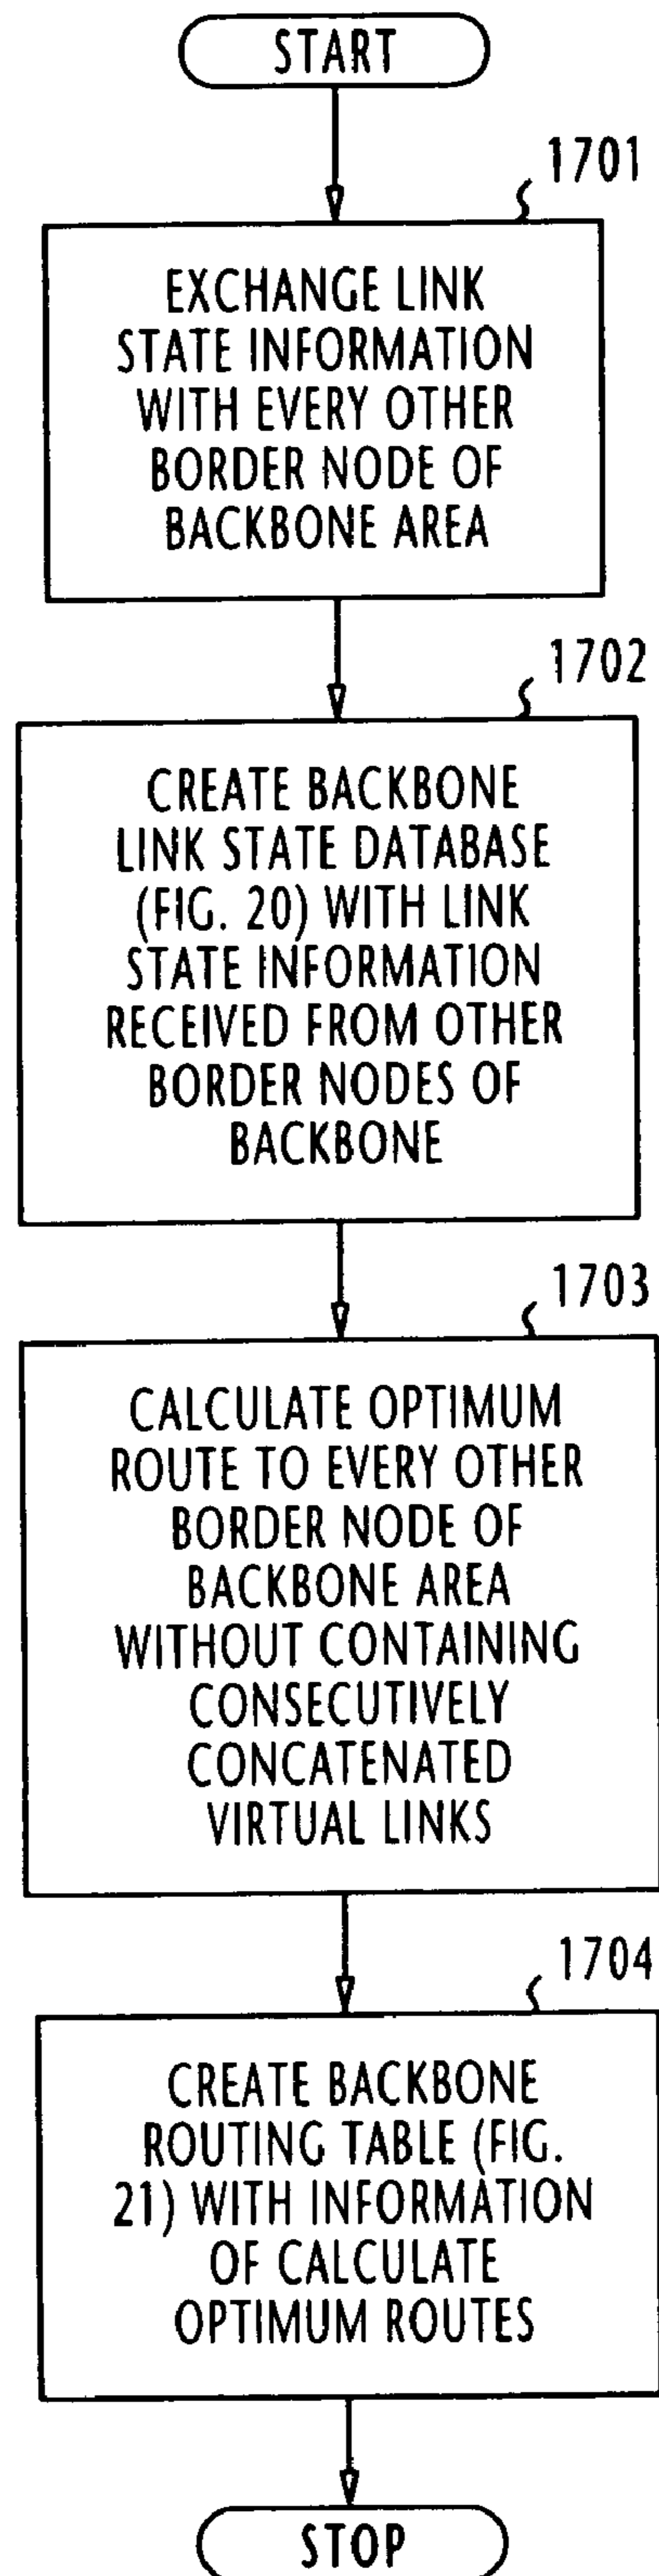 START
1701
EXCHANGE LINK
STATE INFORMATION
WITH EVERY OTHER
BORDER NODE OF
BACKBONE AREA
1702
CREATE BACKBONE
LINK STATE DATABASE
(FIG. 20) WITH LINK
STATE INFORMATION
RECEIVED FROM OTHER
BORDER NODES OF
BACKBONE
1703
CALCULATE OPTIMUM
ROUTE TO EVERY OTHER
BORDER NODE OF
BACKBONE AREA
WITHOUT CONTAINING
CONSECUTIVELY
CONCATENATED
VIRTUAL LINKS
1704
CREATE BACKBONE
ROUTING TABLE (FIG.
21) WITH INFORMATION
OF CALCULATE
OPTIMUM ROUTES
STOP